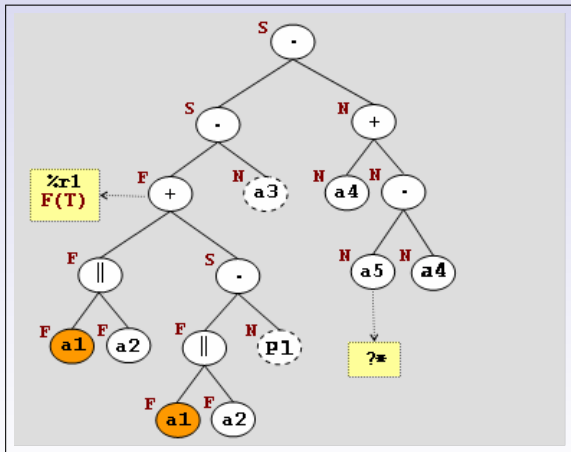 S -
S - N +
%r1
F(T)
F + N a3 N a4 N -
F || S - N a5 N a4
F a1 F a2 F || N P1 ?*
F a1 F a2